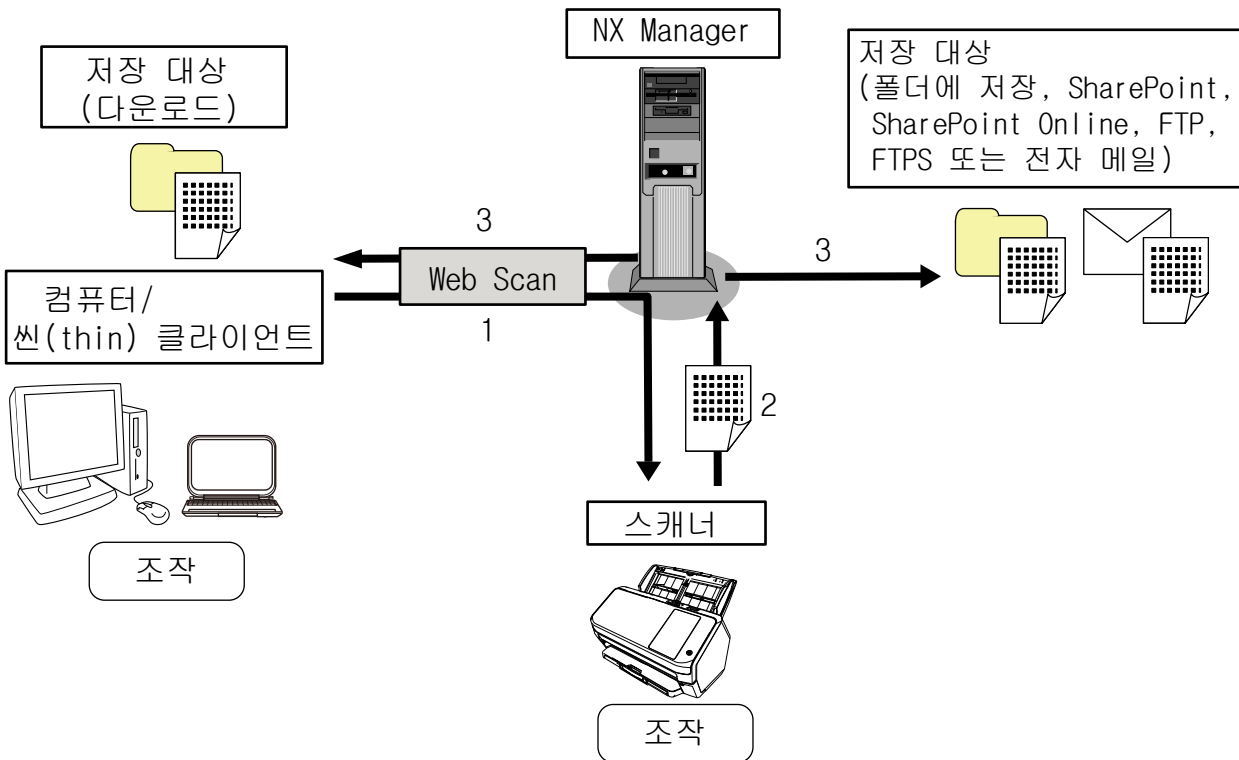 NX Manager
저장 대상
(다운로드)
저장 대상
(폴더에 저장, SharePoint,
SharePoint Online, FTP,
FTPS 또는 전자 메일)
3
Web Scan
1
3
컴퓨터/
씬(thin) 클라이언트
2
스캐너
조작
조작